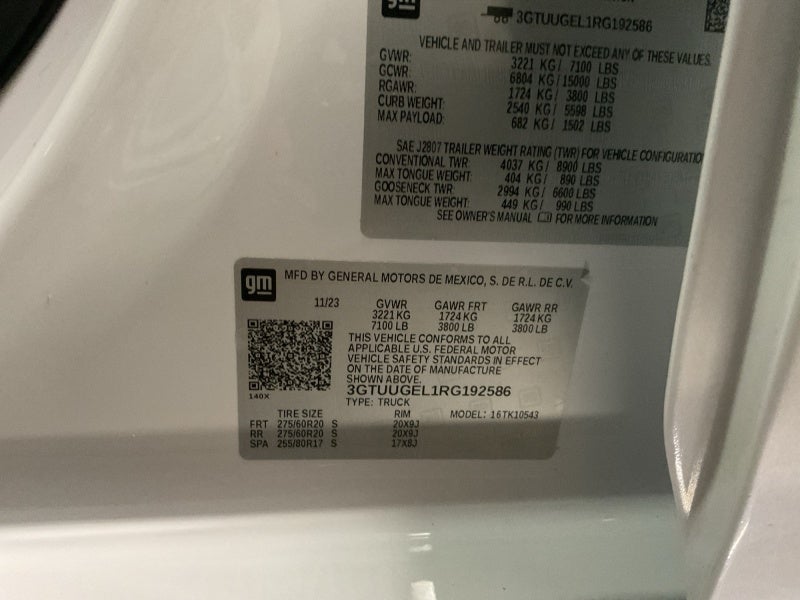 gm
3GTUUGEL1RG192586
VEHICLE AND TRAILER MUST NOT EXCEED ANY OF THESE VALUES.
GVWR: 3221 KG/ 7100 LBS
GCWR: 6804 KG/ 15000 LBS
RGAWR: 1724 KG/ 3800 LBS
CURB WEIGHT: 2540 KG/ 5598 LBS
MAX PAYLOAD: 682 KG/ 1502 LBS
SAE J2807 TRAILER WEIGHT RATING (TWR) FOR VEHICLE CONFIGURATIO
CONVENTIONAL TWR: 4037 KG/ 8900 LBS
MAX TONGUE WEIGHT: 404 KG/ 890 LBS
GOOSENECK TWR: 2994 KG/ 6600 LBS
MAX TONGUE WEIGHT: 449 KG/ 990 LBS
SEE OWNER'S MANUAL FOR MORE INFORMATION
gm MFD BY GENERAL MOTORS DE MEXICO, S. DE R.L. DE C.V.
11/23 GVWR GAWR FRT GAWR RR
3221 KG 1724 KG 1724 KG
7100 LB 3800 LB 3800 LB
THIS VEHICLE CONFORMS TO ALL
APPLICABLE U.S. FEDERAL MOTOR
VEHICLE SAFETY STANDARDS IN EFFECT
ON THE DATE OF MANUFACTURE
SHOWN ABOVE.
140X
3GTUUGEL1RG192586
TYPE: TRUCK
TIRE SIZE RIM MODEL: 16TK10543
FRT 275/60R20 S 20X9J
RR 275/60R20 S 20X9J
SPA 255/80R17 S 17X8J